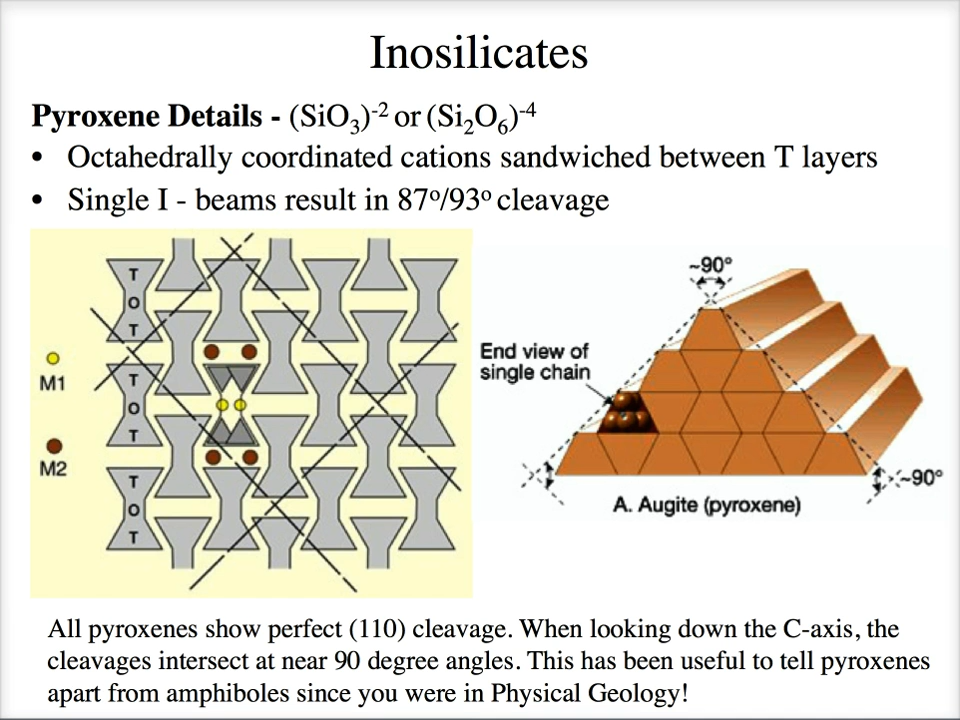 Inosilicates
Pyroxene Details - (SiO₃)⁻² or (Si₂O₆)⁻⁴
• Octahedrally coordinated cations sandwiched between T layers
• Single I - beams result in 87º/93º cleavage
T
O
T
M1
T
O
T
M2
T
O
T
~90°
End view of
single chain
~90°
A. Augite (pyroxene)
All pyroxenes show perfect (110) cleavage. When looking down the C-axis, the
cleavages intersect at near 90 degree angles. This has been useful to tell pyroxenes
apart from amphiboles since you were in Physical Geology!